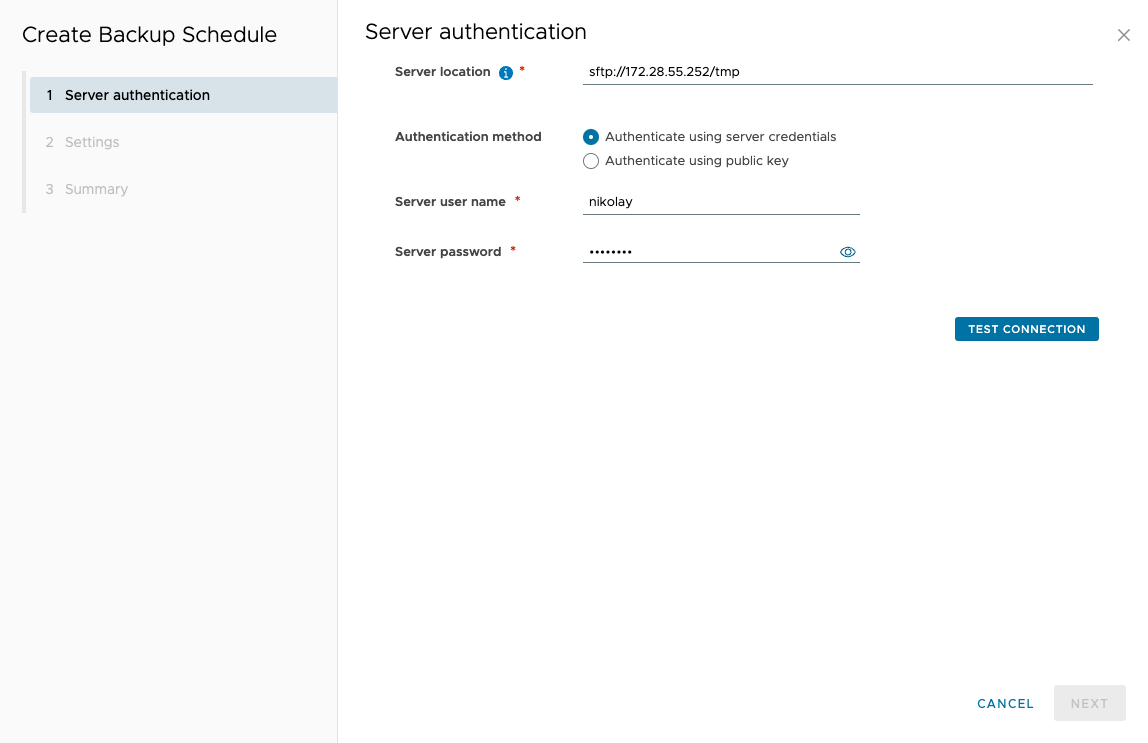 Create Backup Schedule
1 Server authentication
2 Settings
3 Summary
Server authentication
Server location * sftp://172.28.55.252/tmp
Authentication method Authenticate using server credentials
Authenticate using public key
Server user name * nikolay
Server password * ••••••••
TEST CONNECTION
CANCEL NEXT